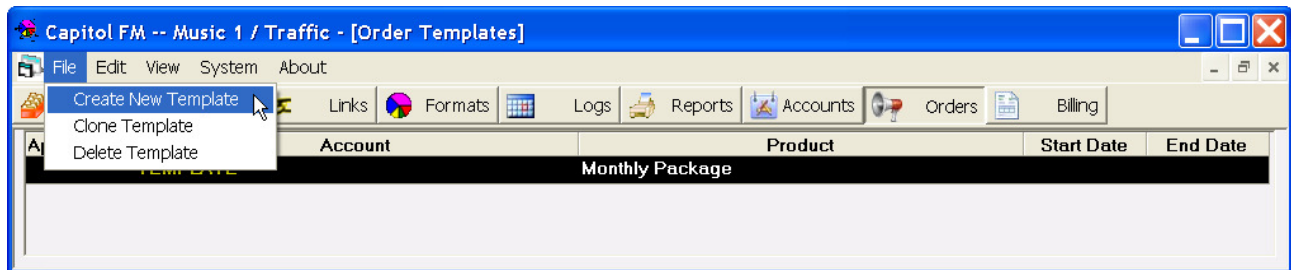 Capitol FM -- Music 1 / Traffic - [Order Templates]
File Edit View System About
Create New Template
Clone Template
Delete Template
Links Formats Logs Reports Accounts Orders Billing
Account Product Start Date End Date
TEMPLATE Monthly Package